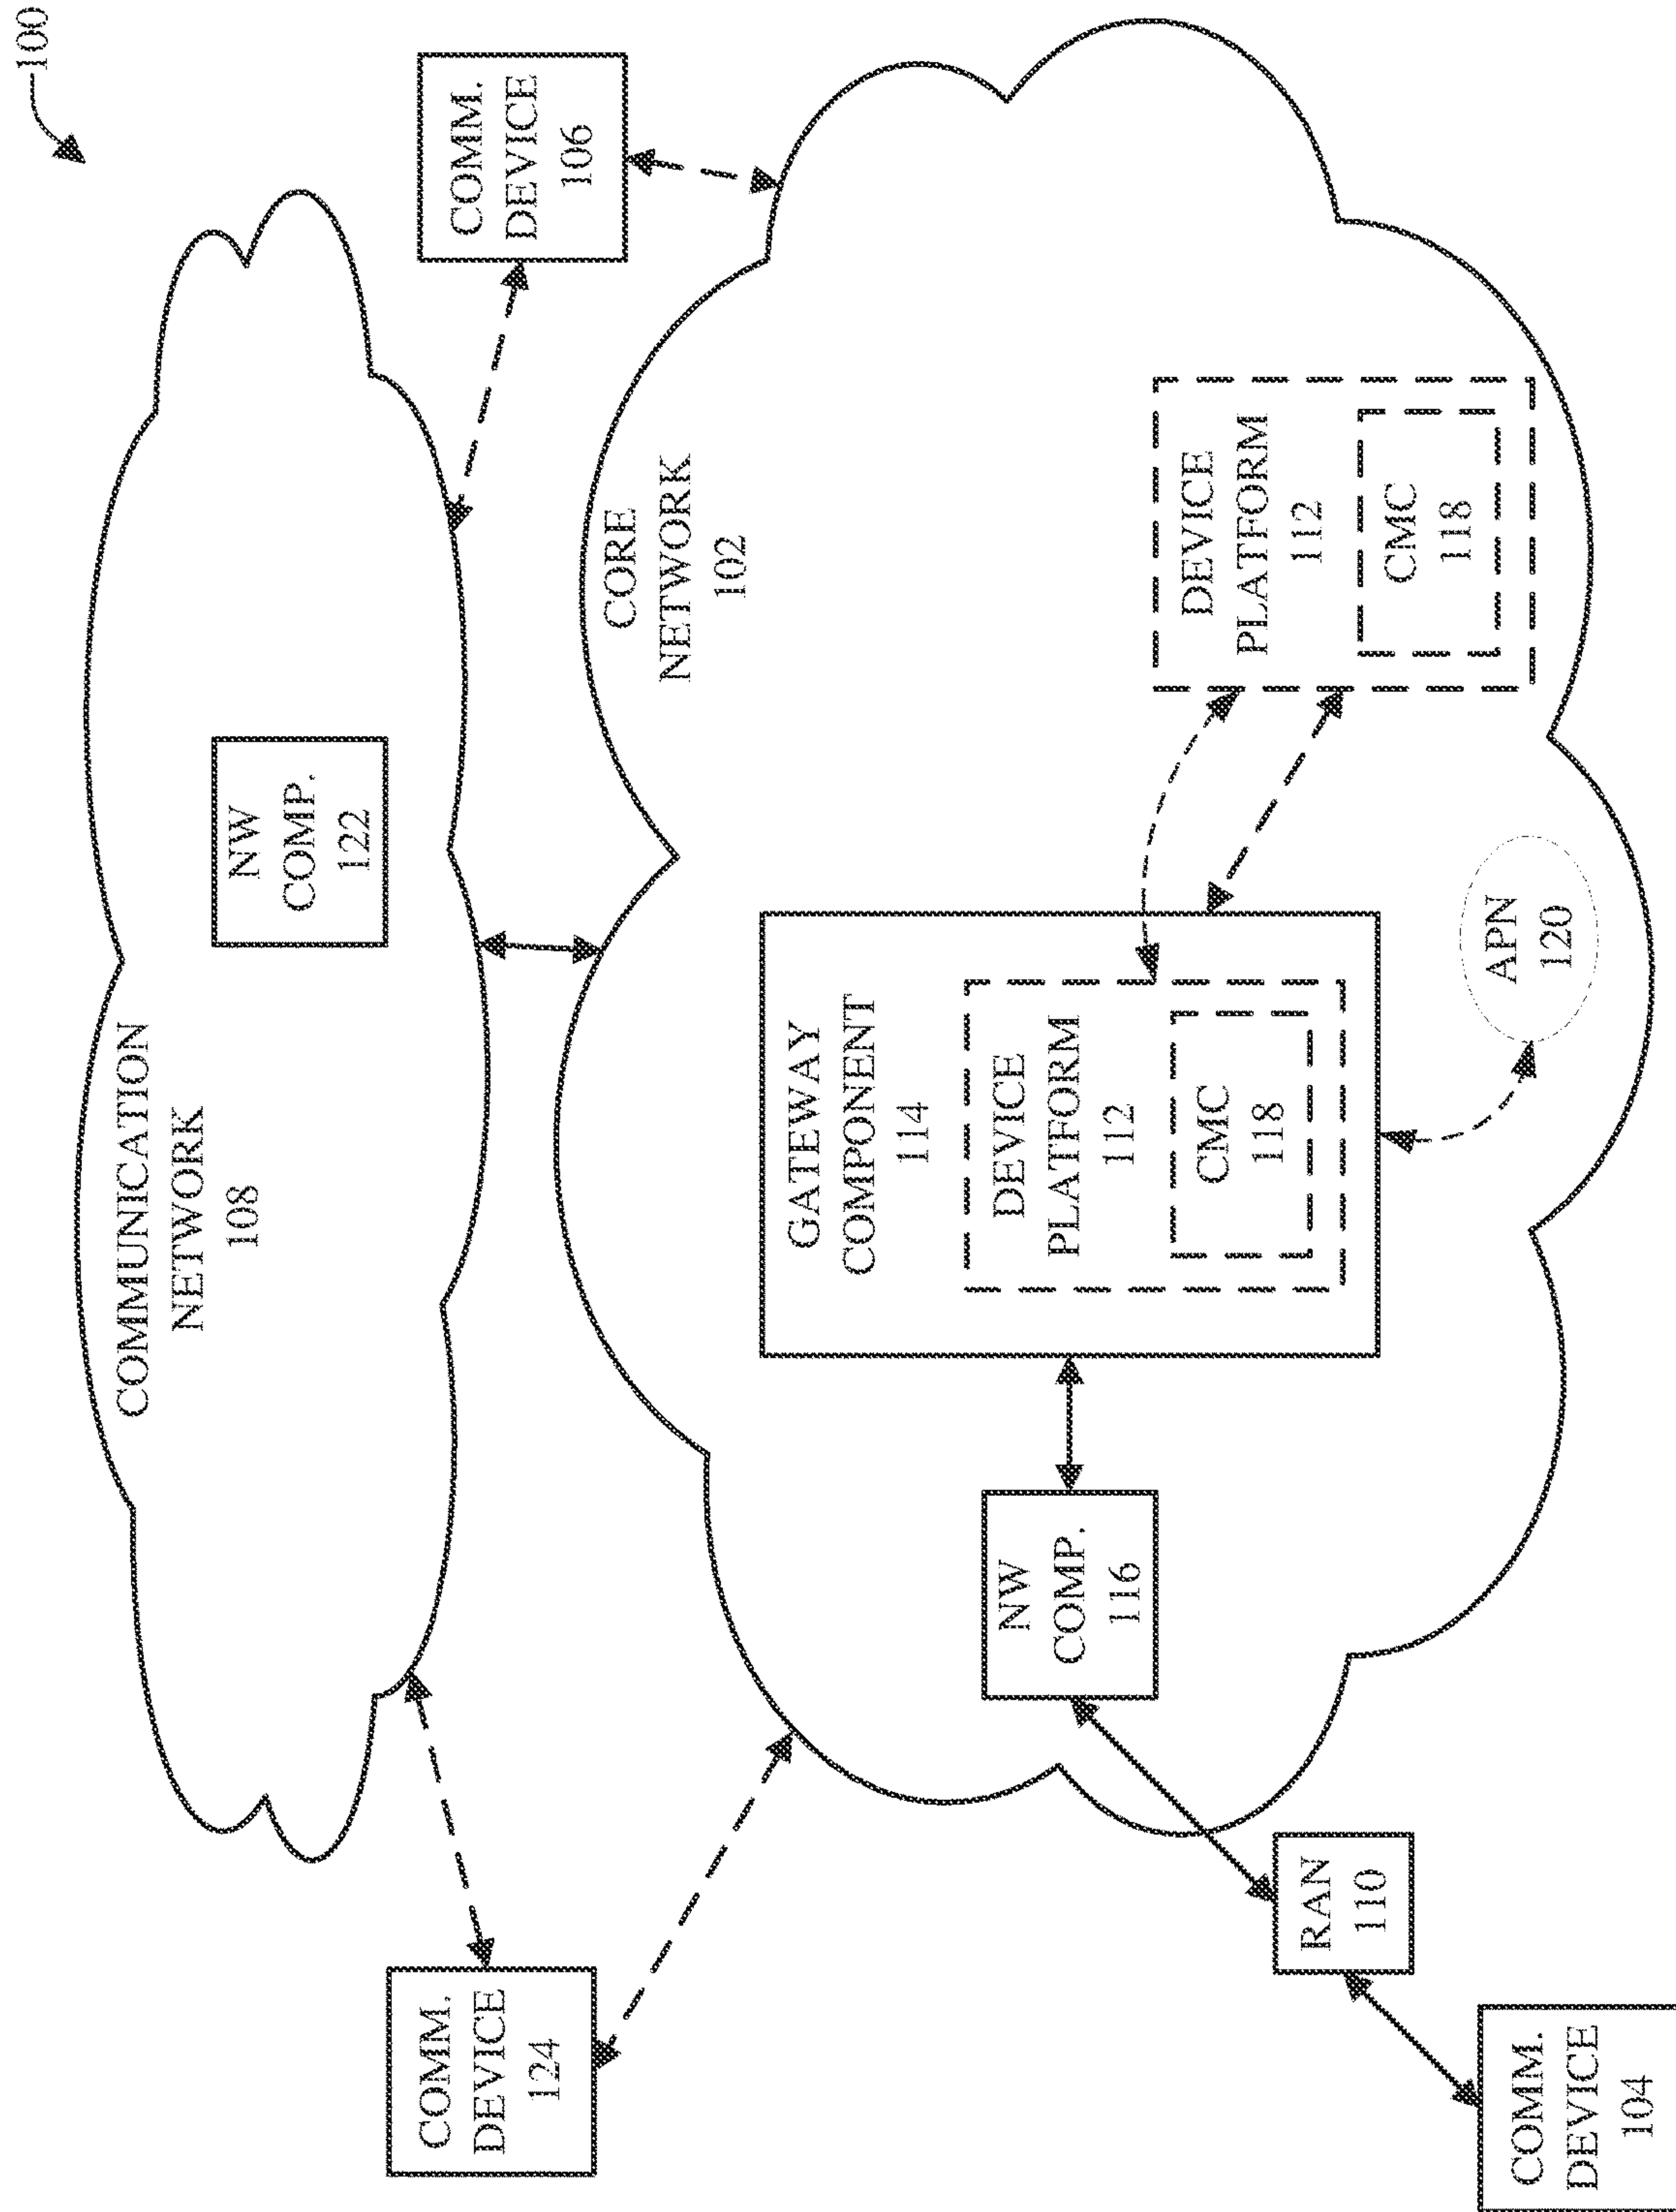 100
COMMUNICATION
NETWORK
108
NW
COMP.
122
COMM.
DEVICE
124
COMM.
DEVICE
106
CORE
NETWORK
102
GATEWAY
COMPONENT
114
DEVICE
PLATFORM
112
CMC
118
NW
COMP.
116
DEVICE
PLATFORM
112
CMC
118
APN
120
RAN
110
COMM.
DEVICE
104